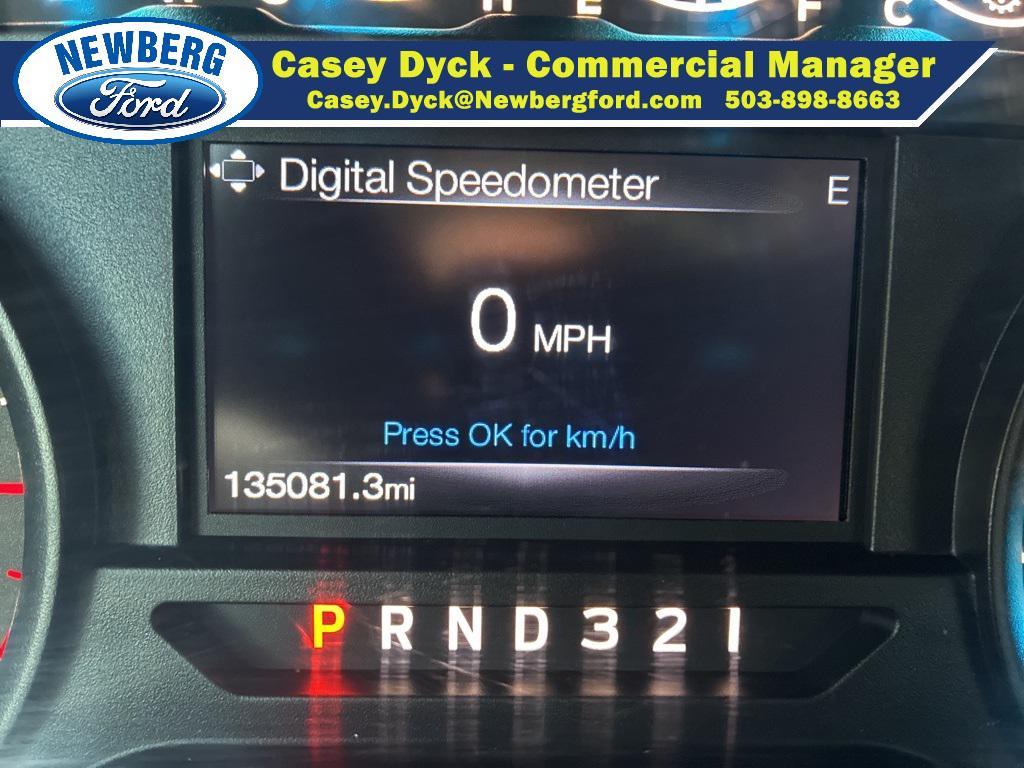 H E F C
NEWBERG
Ford
Casey Dyck - Commercial Manager
Casey.Dyck@Newbergford.com 503-898-8663
Digital Speedometer E
0 MPH
Press OK for km/h
135081.3mi
P R N D 3 2 1